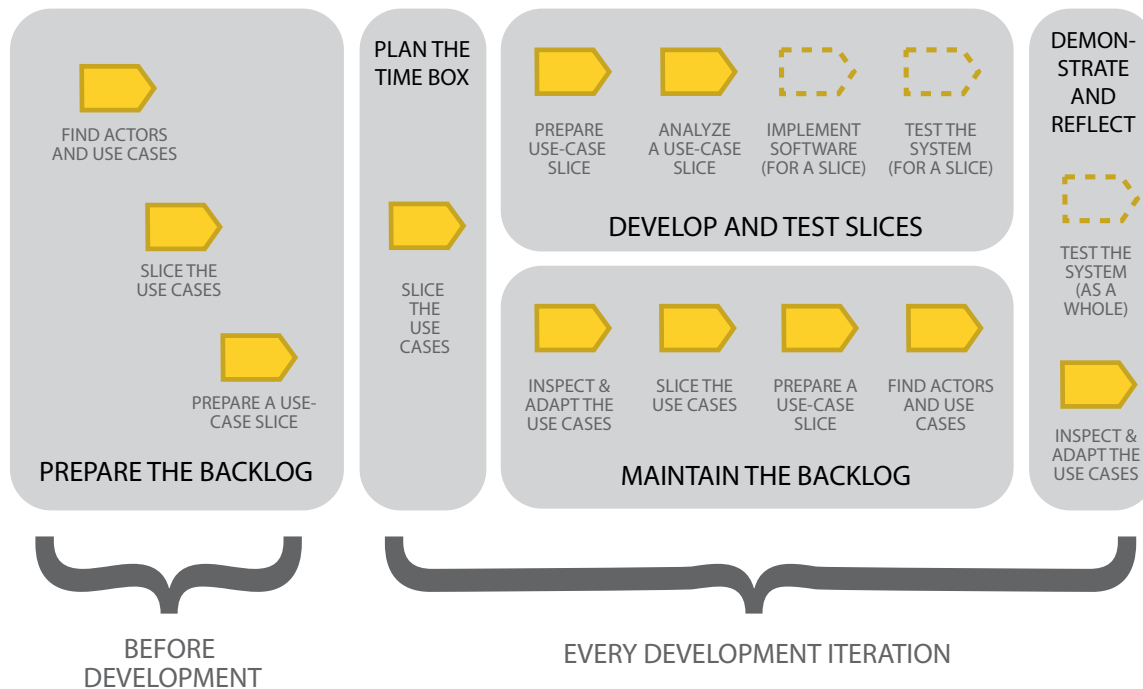 FIND ACTORS
AND USE CASES
SLICE THE
USE CASES
PREPARE A USE-
CASE SLICE
PREPARE THE BACKLOG
PLAN THE
TIME BOX
SLICE
THE
USE
CASES
PREPARE
USE-CASE
SLICE
ANALYZE
A USE-CASE
SLICE
IMPLEMENT
SOFTWARE
(FOR A SLICE)
TEST THE
SYSTEM
(FOR A SLICE)
DEVELOP AND TEST SLICES
INSPECT &
ADAPT THE
USE CASES
SLICE THE
USE CASES
PREPARE A
USE-CASE
SLICE
FIND ACTORS
AND USE
CASES
MAINTAIN THE BACKLOG
DEMON-
STRATE
AND
REFLECT
TEST THE
SYSTEM
(AS A
WHOLE)
INSPECT &
ADAPT THE
USE CASES
BEFORE
DEVELOPMENT
EVERY DEVELOPMENT ITERATION